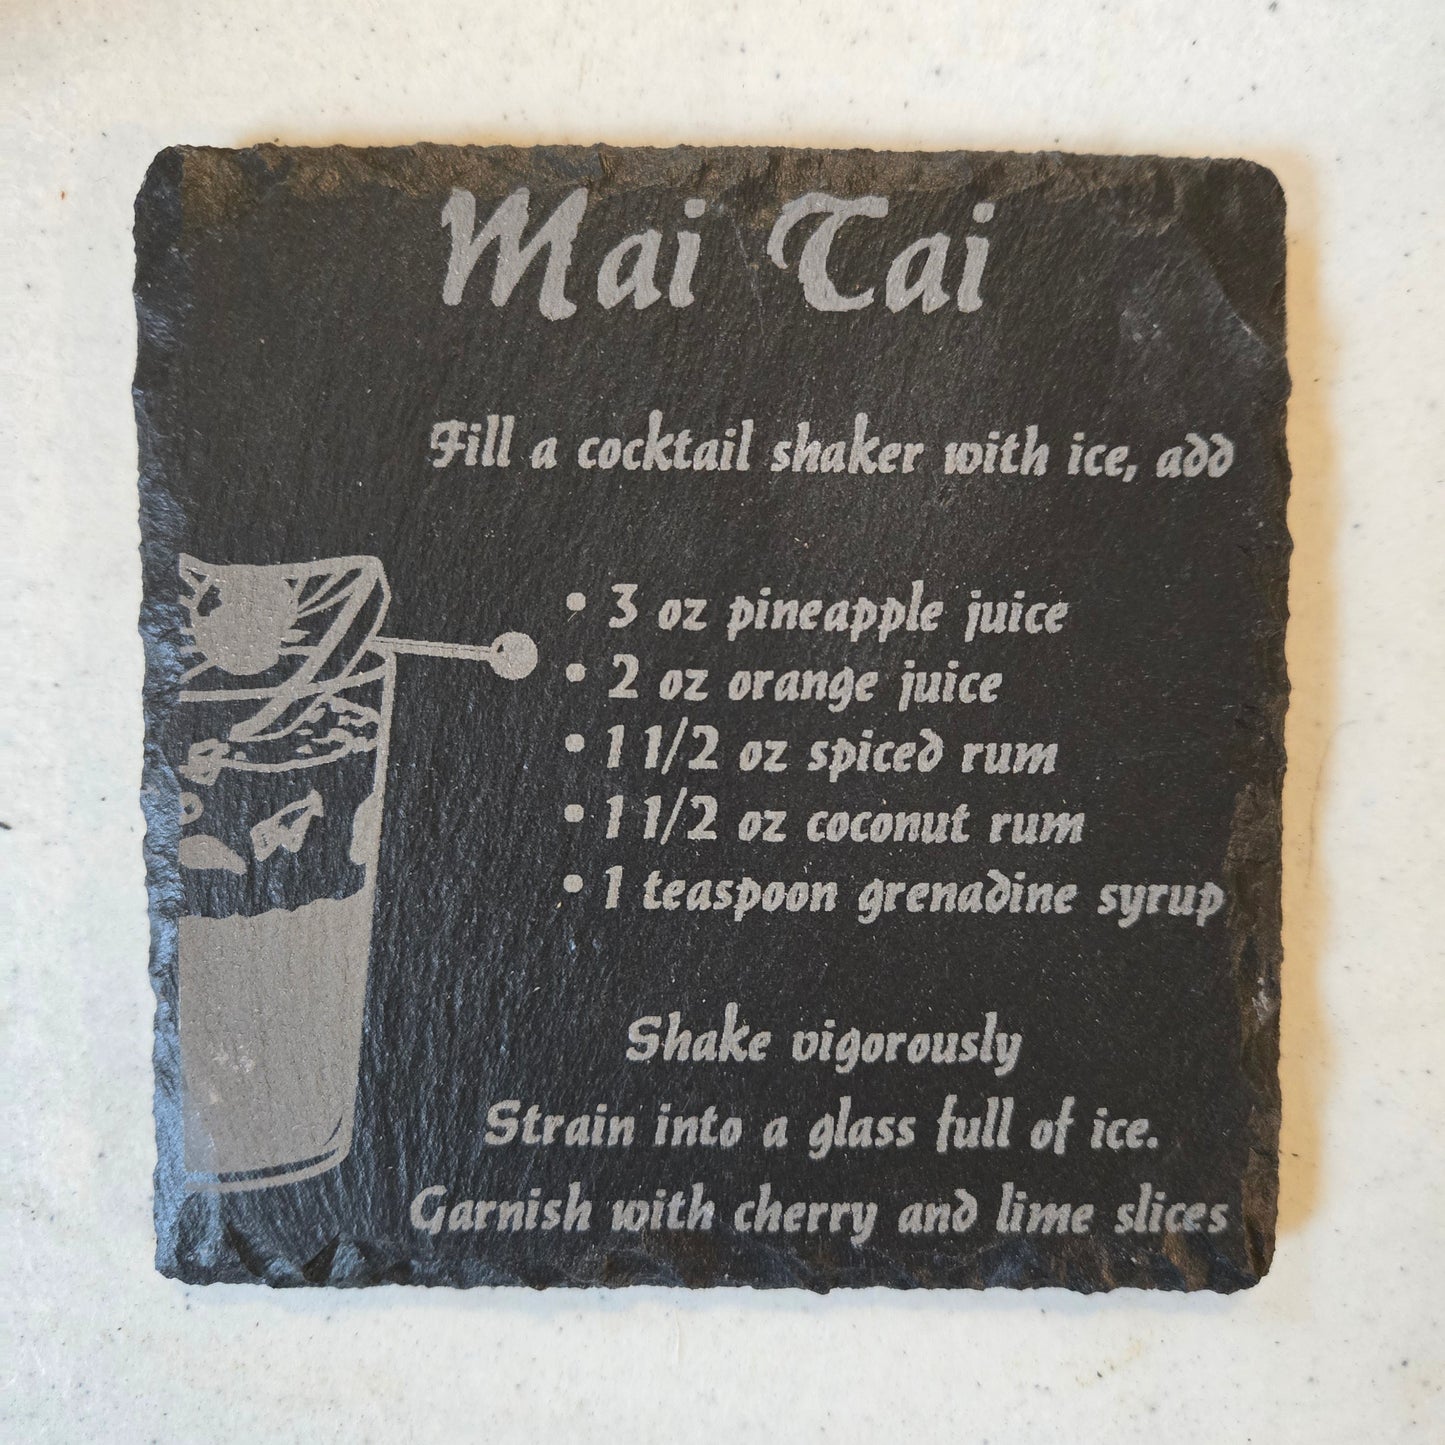 Mai Tai
Fill a cocktail shaker with ice, add
• 3 oz pineapple juice
• 2 oz orange juice
• 1 1/2 oz spiced rum
• 1 1/2 oz coconut rum
• 1 teaspoon grenadine syrup
Shake vigorously
Strain into a glass full of ice.
Garnish with cherry and lime slices